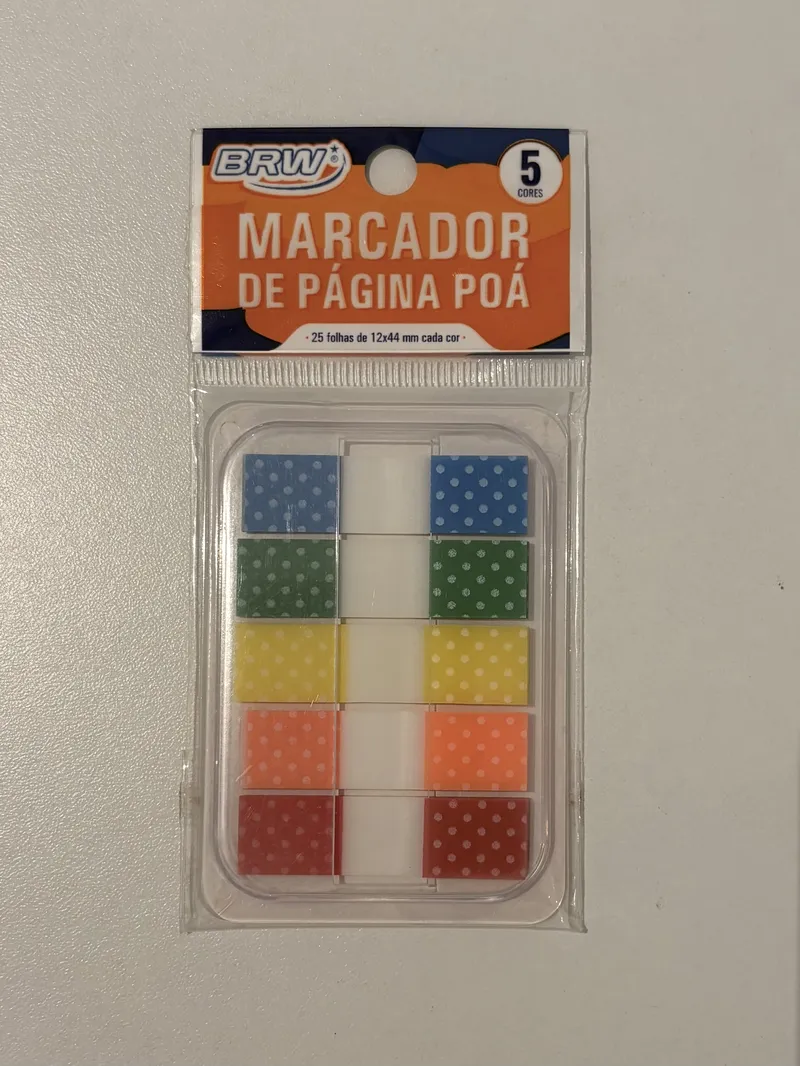 BRW®
5
CORES
MARCADOR
DE PÁGINA POÁ
· 25 folhas de 12x44 mm cada cor ·